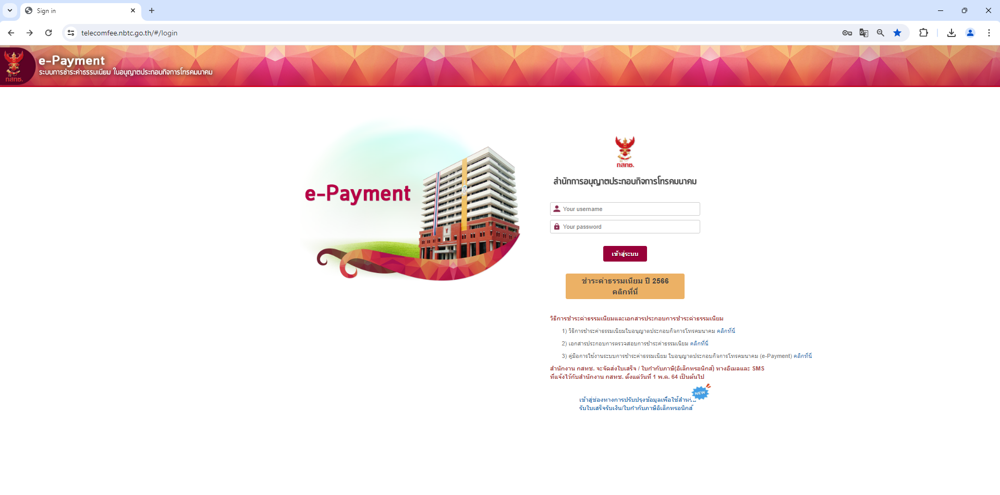 Sign in
telecomfee.nbtc.go.th/#/login
e-Payment
ระบบการชำระค่าธรรมเนียม ใบอนุญาตประกอบกิจการโทรคมนาคม
กสทช.
e-Payment
กสทช.
สำนักการอนุญาตประกอบกิจการโทรคมนาคม
Your username
Your password
เข้าสู่ระบบ
ชำระค่าธรรมเนียม ปี 2566
คลิกที่นี่
วิธีการชำระค่าธรรมเนียมและเอกสารประกอบการชำระค่าธรรมเนียม
1) วิธีการชำระค่าธรรมเนียมใบอนุญาตประกอบกิจการโทรคมนาคม คลิกที่นี่
2) เอกสารประกอบการตรวจสอบการชำระค่าธรรมเนียม คลิกที่นี่
3) คู่มือการใช้งานระบบการชำระค่าธรรมเนียม ใบอนุญาตประกอบกิจการโทรคมนาคม (e-Payment) คลิกที่นี่
สำนักงาน กสทช. จะจัดส่งใบเสร็จ / ใบกำกับภาษี(อิเล็กทรอนิกส์) ทางอีเมลและ SMS
ที่แจ้งไว้กับสำนักงาน กสทช. ตั้งแต่วันที่ 1 พ.ค. 64 เป็นต้นไป
NEW
เข้าสู่ช่องทางการปรับปรุงข้อมูลเพื่อใช้สำหรับ
รับใบเสร็จรับเงิน/ใบกำกับภาษีอิเล็กทรอนิกส์